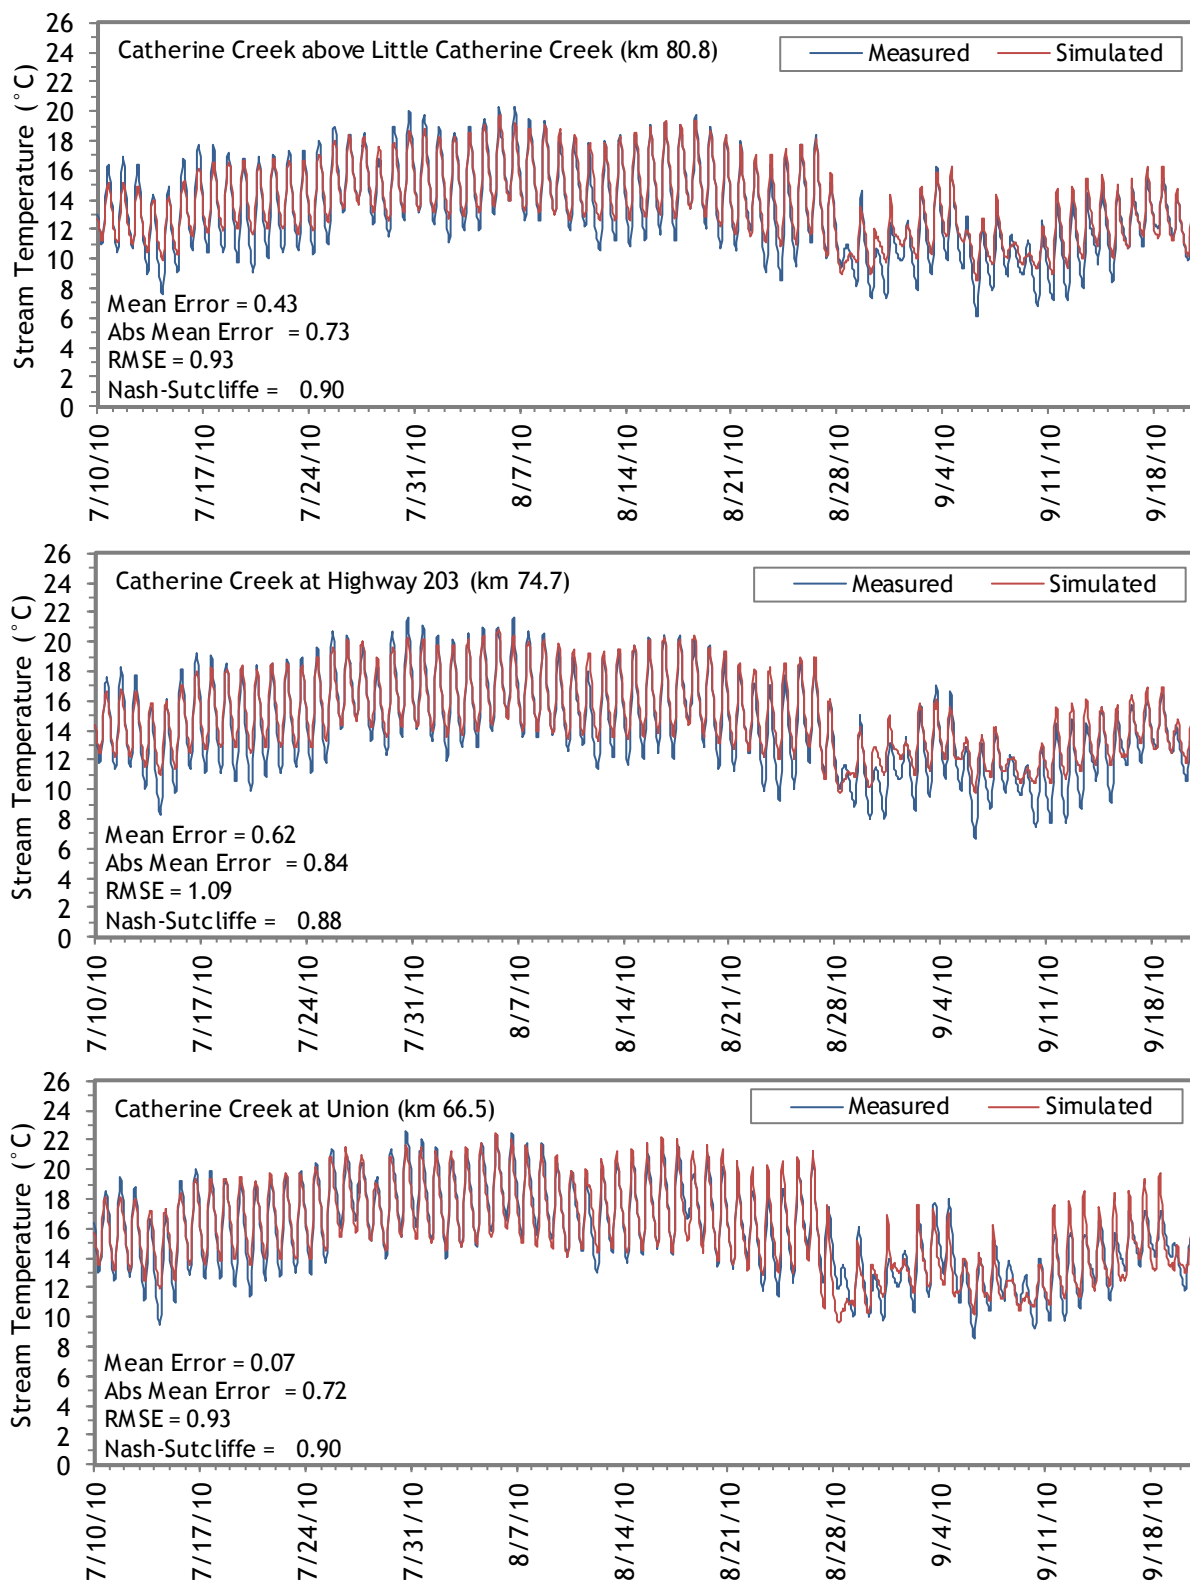 Catherine Creek above Little Catherine Creek (km 80.8)
Measured Simulated
Stream Temperature (°C)
26
24
22
20
18
16
14
12
10
8
6
4
2
0
Mean Error = 0.43
Abs Mean Error = 0.73
RMSE = 0.93
Nash-Sutcliffe = 0.90
7/10/10 7/17/10 7/24/10 7/31/10 8/7/10 8/14/10 8/21/10 8/28/10 9/4/10 9/11/10 9/18/10
Catherine Creek at Highway 203 (km 74.7)
Measured Simulated
Stream Temperature (°C)
26
24
22
20
18
16
14
12
10
8
6
4
2
0
Mean Error = 0.62
Abs Mean Error = 0.84
RMSE = 1.09
Nash-Sutcliffe = 0.88
7/10/10 7/17/10 7/24/10 7/31/10 8/7/10 8/14/10 8/21/10 8/28/10 9/4/10 9/11/10 9/18/10
Catherine Creek at Union (km 66.5)
Measured Simulated
Stream Temperature (°C)
26
24
22
20
18
16
14
12
10
8
6
4
2
0
Mean Error = 0.07
Abs Mean Error = 0.72
RMSE = 0.93
Nash-Sutcliffe = 0.90
7/10/10 7/17/10 7/24/10 7/31/10 8/7/10 8/14/10 8/21/10 8/28/10 9/4/10 9/11/10 9/18/10